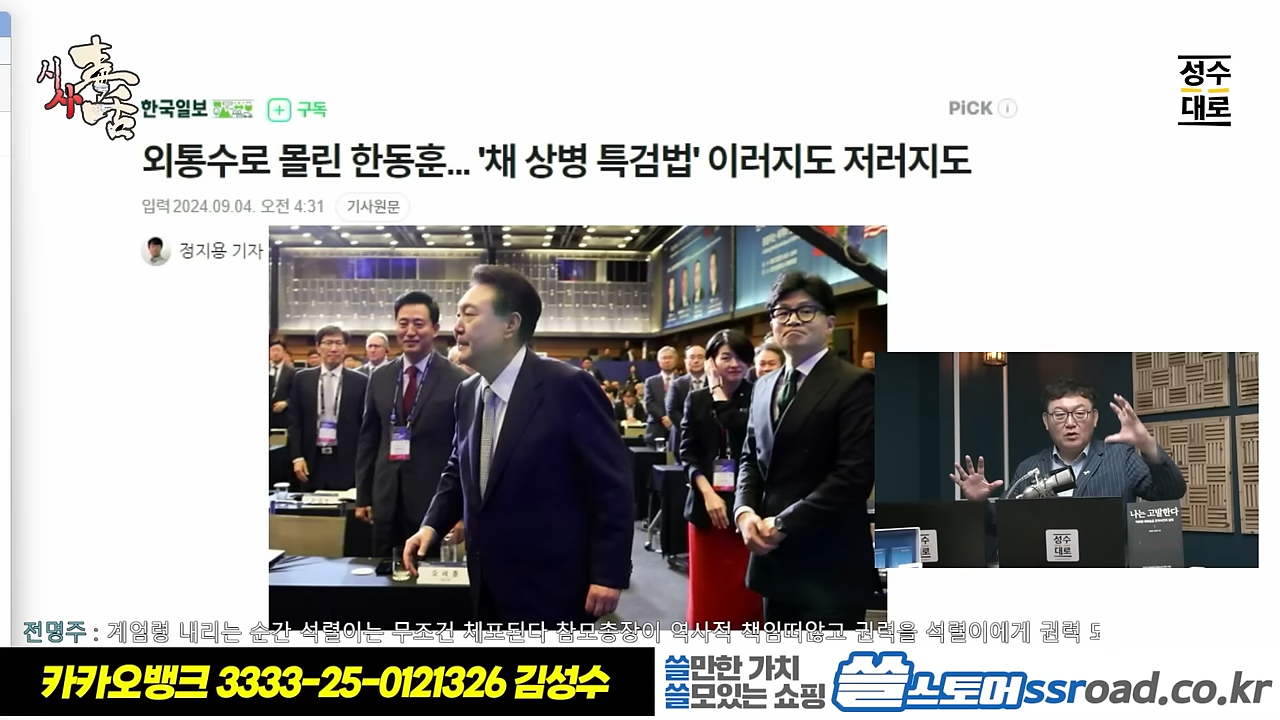 시사
성수
대로
한국일보
구독
PiCK
외통수로 몰린 한동훈... '채 상병 특검법' 이러지도 저러지도
입력 2024.09.04. 오전 4:31 기사원문
정지용 기자
오세훈
나는 고발한다
성수
대로
수
로
전명주 : 계엄령 내리는 순간 석렬이는 무조건 체포된다 참모총장이 역사적 책임떠않고 권력을 석렬이에게 권력
카카오뱅크 3333-25-0121326 김성수
쓸만한 가치
쓸모있는 쇼핑
쓸스토어ssroad.co.kr